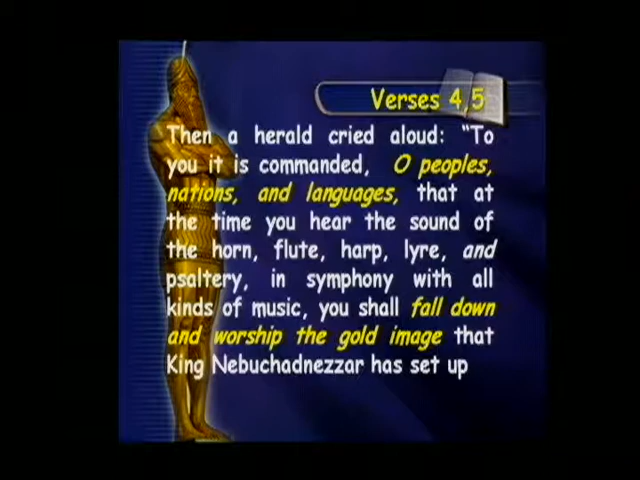 Verses 4,5
Then a herald cried aloud: "To
you it is commanded, O peoples,
nations, and languages, that at
the time you hear the sound of
the horn, flute, harp, lyre, and
psaltery, in symphony with all
kinds of music, you shall fall down
and worship the gold image that
King Nebuchadnezzar has set up